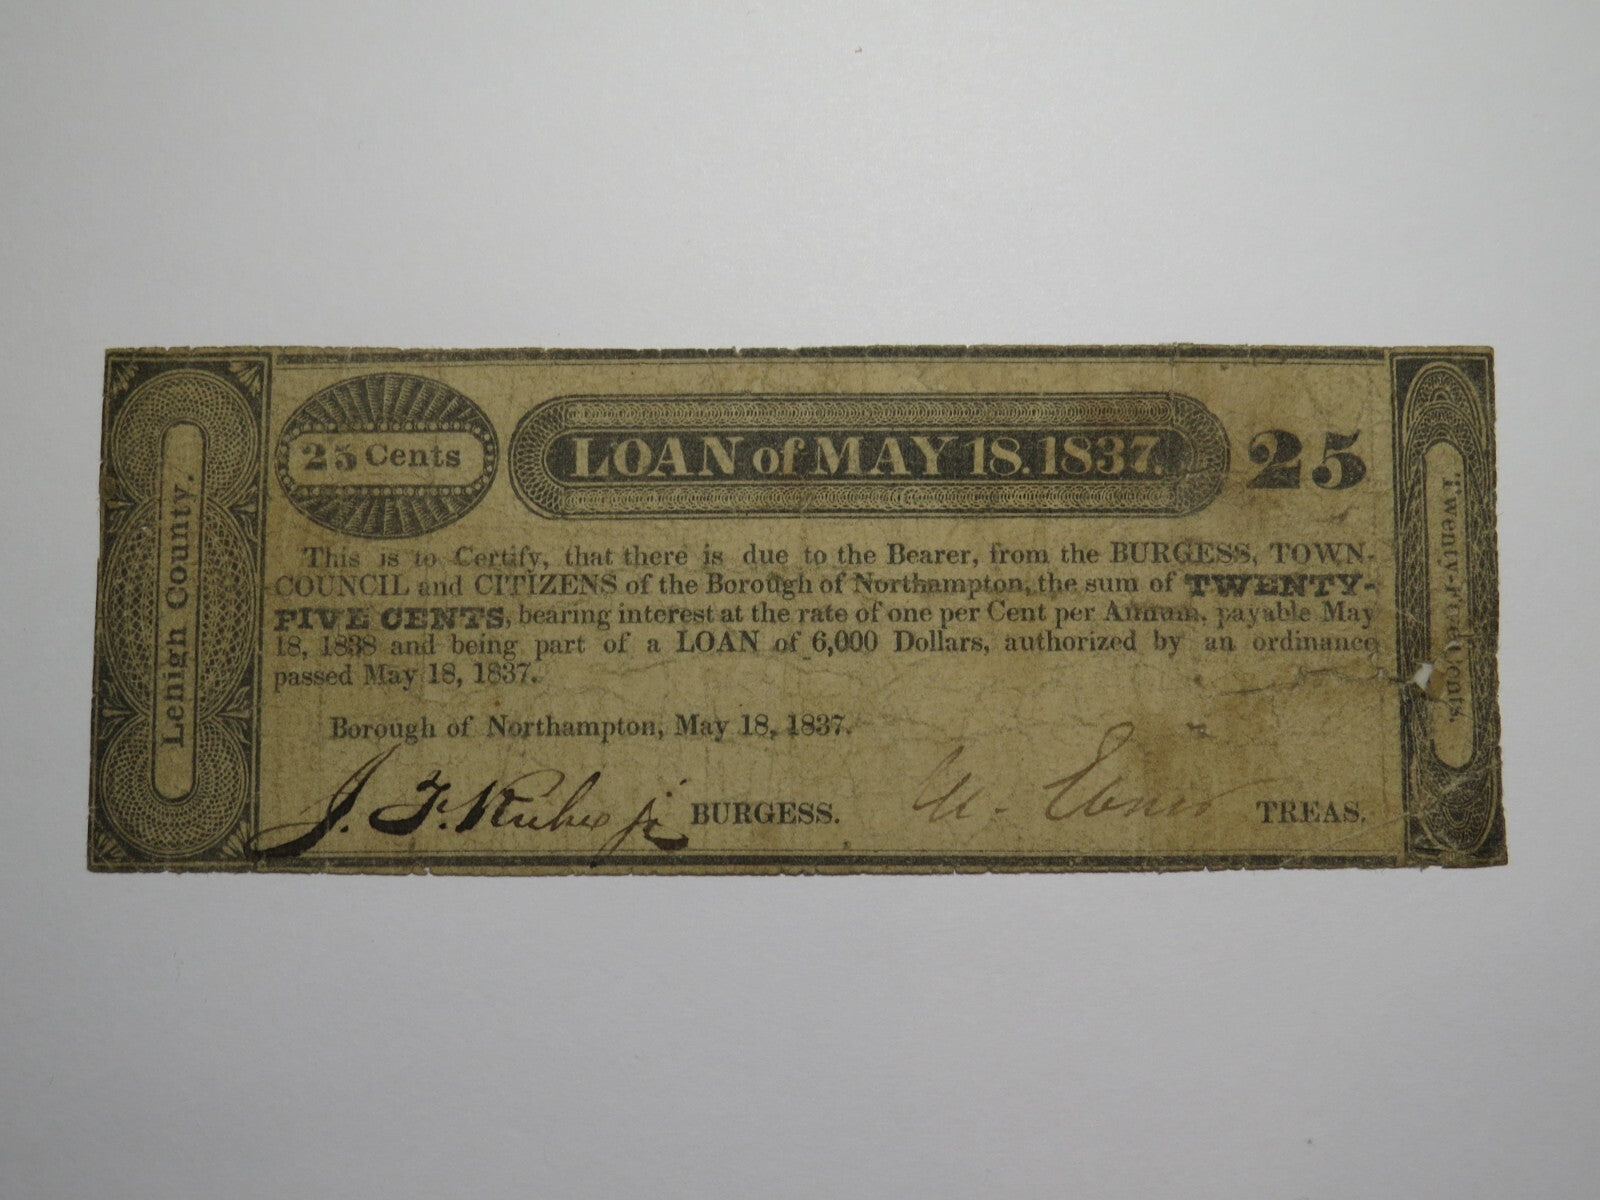 Lehigh County.
25 Cents
LOAN of MAY 18. 1837.
25
This is to Certify, that there is due to the Bearer, from the BURGESS, TOWN-
COUNCIL and CITIZENS of the Borough of Northampton, the sum of TWENTY-
FIVE CENTS, bearing interest at the rate of one per Cent per Annum, payable May
18, 1838 and being part of a LOAN of 6,000 Dollars, authorized by an ordinance
passed May 18, 1837.
Borough of Northampton, May 18, 1837.
J. F. BURGESS.
TREAS.
Twenty-Five Cents.